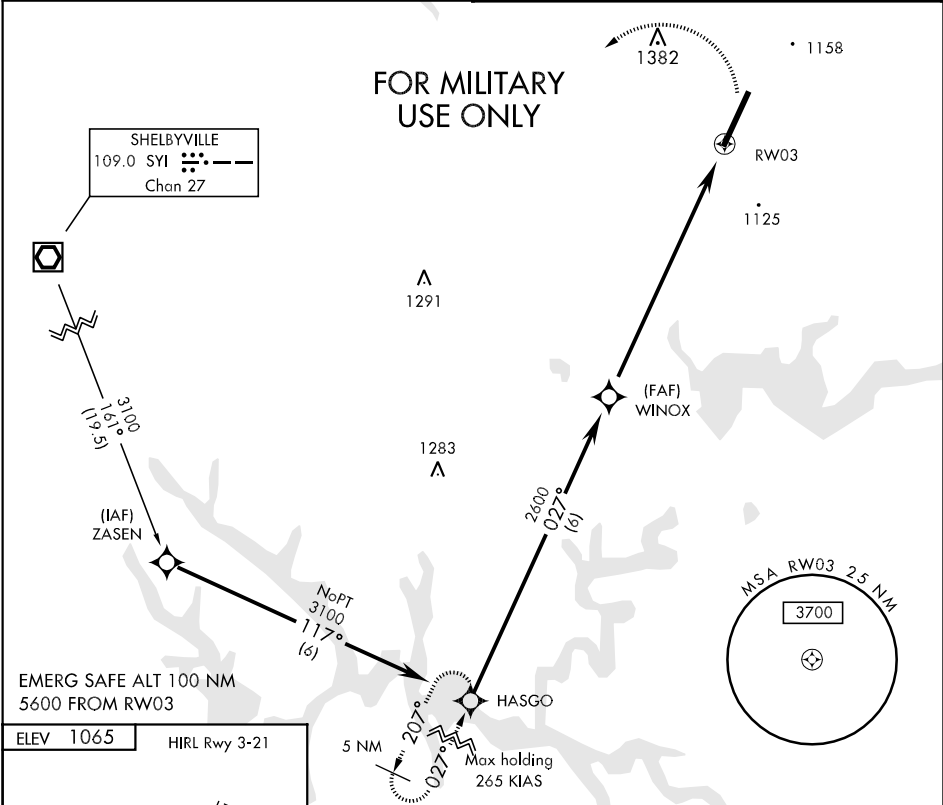 1382
1158
FOR MILITARY
USE ONLY
SHELBYVILLE
109.0 SYI
Chan 27
RW03
1125
1291
3100
161°
(19.5)
(FAF)
WINOX
1283
2600
027°
(6)
(IAF)
ZASEN
NoPT
3100
117°
(6)
MSA RW03 25 NM
3700
EMERG SAFE ALT 100 NM
5600 FROM RW03
HASGO
ELEV 1065
HIRL Rwy 3-21
5 NM
207°
027°
Max holding
265 KIAS